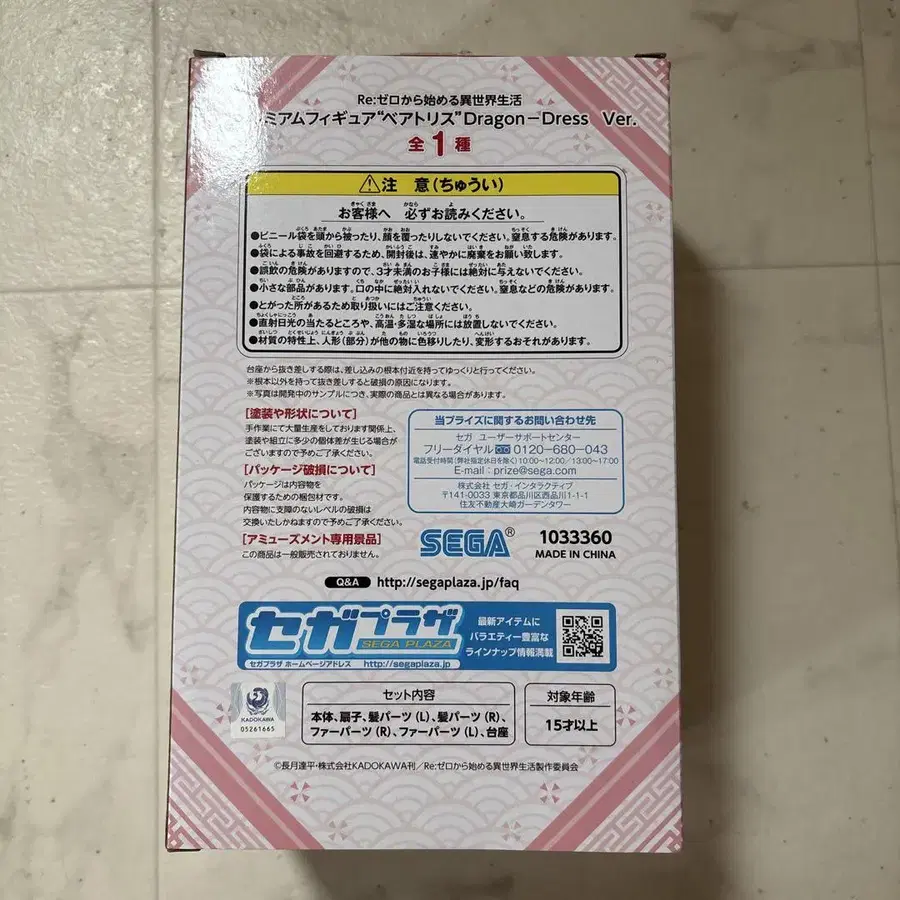 Re:ゼロから始める異世界生活
ミアムフィギュア“ベアトリス”Dragon－Dress Ver.
全1種
⚠注 意(ちゅうい)
お客様へ 必ずお読みください。
●ビニール袋を頭から被ったり、顔を覆ったりしないでください。窒息する危険があります。
●袋による事故を回避するため、開封後は、速やかに廃棄をお願い致します。
●誤飲の危険がありますので、3才未満のお子様には絶対に与えないでください。
●小さな部品があります。口の中に絶対入れないでください。窒息などの危険があります。
●とがった所があるため取り扱いにはご注意ください。
●直射日光の当たるところや、高温・多湿な場所には放置しないでください。
●材質の特性上、人形(部分)が他の物に色移りしたり、変形するおそれがあります。
台座から抜き差しする際は、差し込みの根本付近を持ってゆっくりと行ってください。
※根本以外を持って抜き差しすると破損の原因になります。
※写真は開発中のサンプルにつき、実際の商品とは異なる場合があります。
[塗装や形状について]
手作業にて大量生産をしております関係上、
塗装や組立に多少の個体差が生じる場合が
ございますので予めご了承ください。
[パッケージ破損について]
パッケージは内容物を
保護するための梱包材です。
内容物に支障のないレベルの破損は
交換いたしかねますので予めご了承ください。
[アミューズメント専用景品]
この商品は一般販売されておりません。
当プライズに関するお問い合わせ先
セガ ユーザーサポートセンター
フリーダイヤル 0120-680-043
電話受付時間(弊社指定休日を除く)10:00~12:00/13:00~17:00
E-mail:prize@sega.com
株式会社 セガ・インタラクティブ
〒141-0033 東京都品川区西品川1-1-1
住友不動産大崎ガーデンタワー
SEGA®
1033360
MADE IN CHINA
Q&A http://segaplaza.jp/faq
セガプラザ
SEGA PLAZA
セガプラザ ホームページアドレス http://segaplaza.jp
最新アイテムに
バラエティー豊富な
ラインナップ情報満載
KADOKAWA
05261665
セット内容
本体、扇子、髪パーツ(L)、髪パーツ(R)、
ファーパーツ(R)、ファーパーツ(L)、台座
対象年齢
15才以上
©長月達平・株式会社KADOKAWA刊/Re:ゼロから始める異世界生活製作委員会